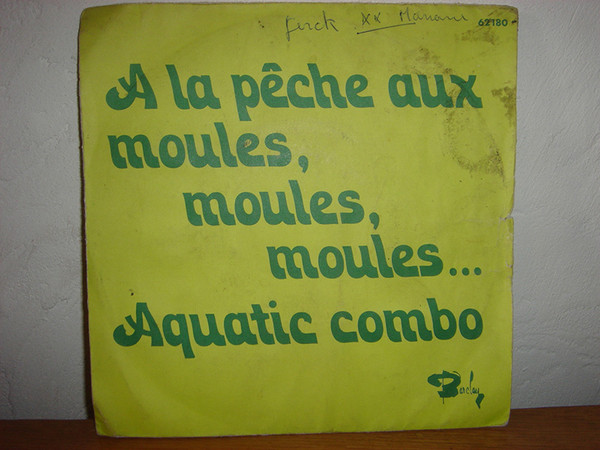 62180
A la pêche aux
moules,
moules,
moules...
Aquatic combo
Barclay